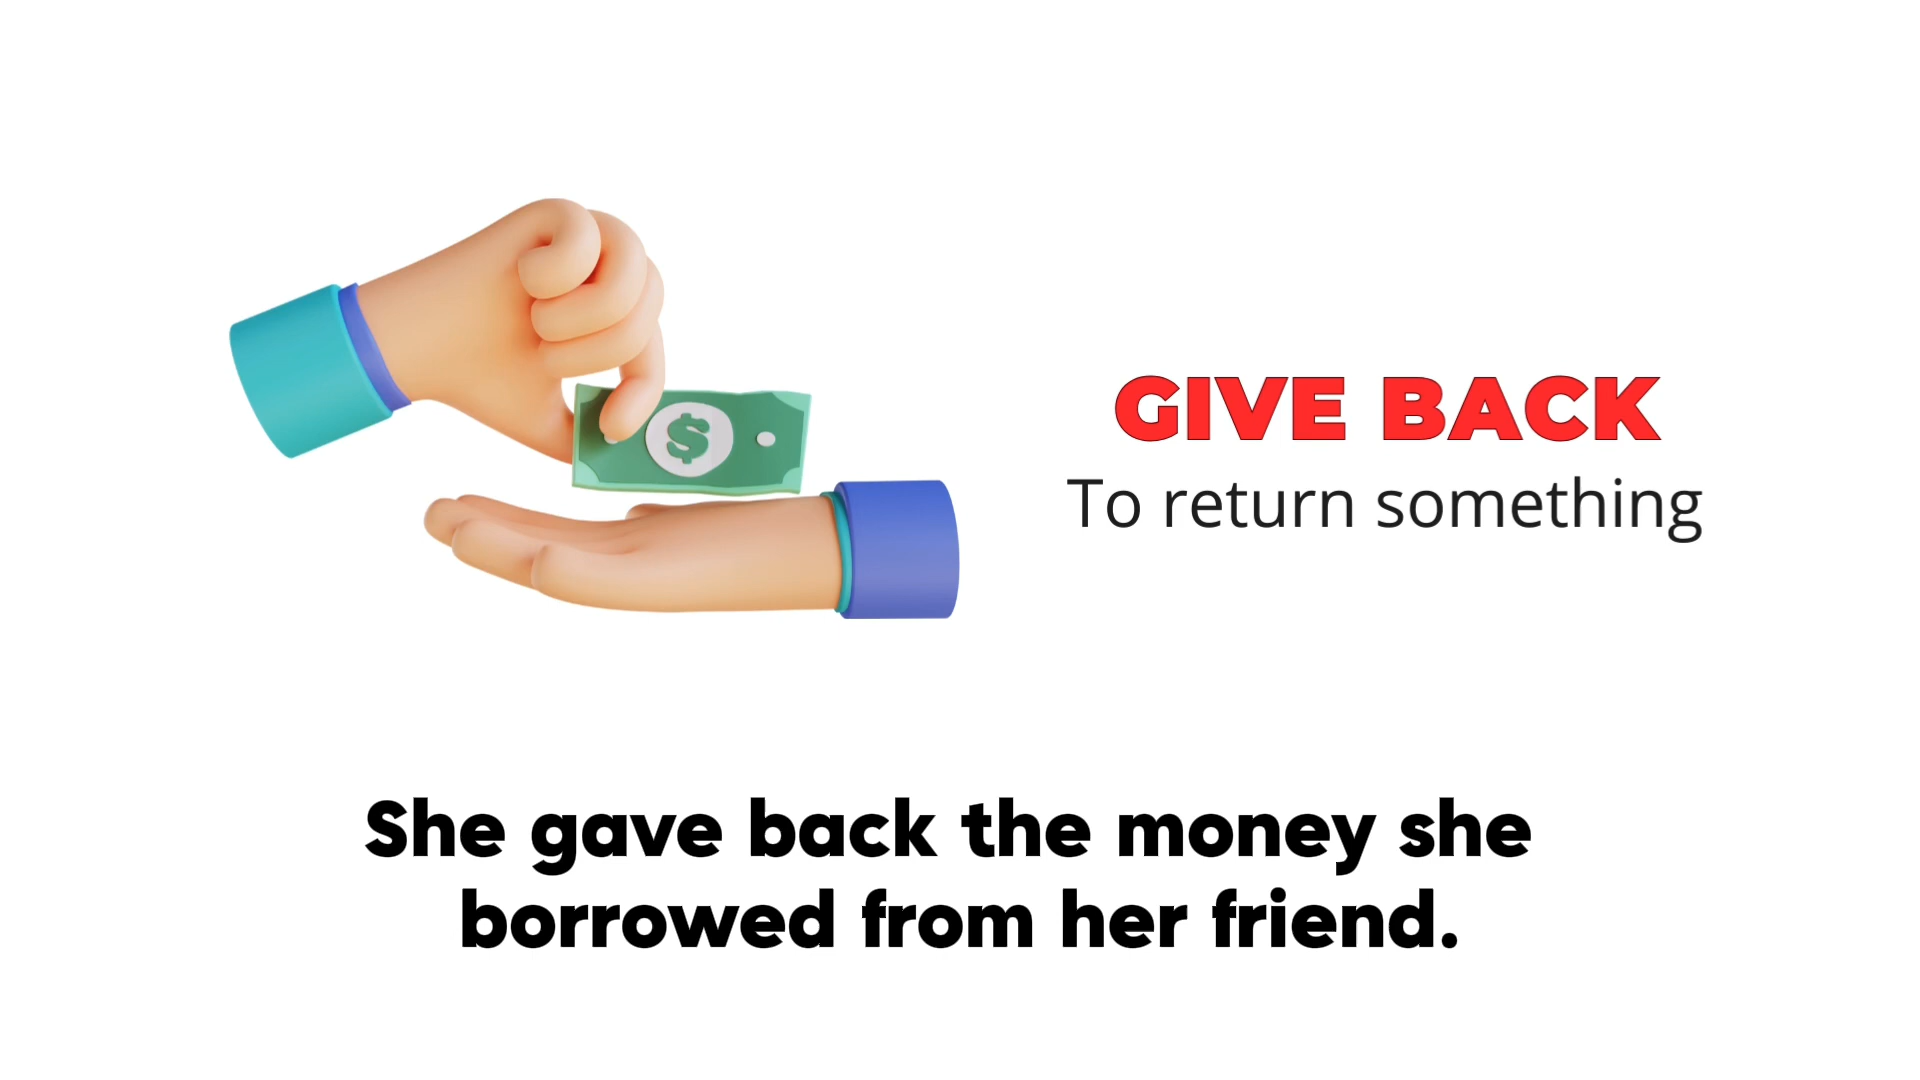 GIVE BACK
To return something
She gave back the money she
borrowed from her friend.